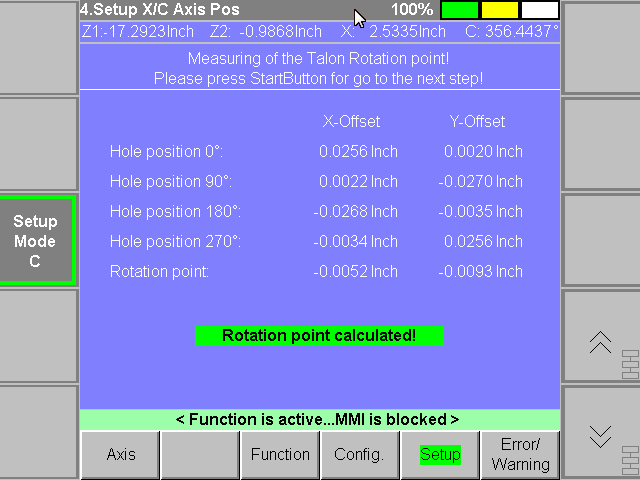 4.Setup X/C Axis Pos 100%
Z1:-17.2923Inch Z2: -0.9868Inch X: 2.5335Inch C: 356.4437°
Measuring of the Talon Rotation point!
Please press StartButton for go to the next step!
X-Offset Y-Offset
Hole position 0°: 0.0256 Inch 0.0020 Inch
Hole position 90°: 0.0022 Inch -0.0270 Inch
Hole position 180°: -0.0268 Inch -0.0035 Inch
Hole position 270°: -0.0034 Inch 0.0256 Inch
Rotation point: -0.0052 Inch -0.0093 Inch
Setup
Mode
C
Rotation point calculated!
< Function is active...MMI is blocked >
Axis Function Config. Setup Error/
Warning